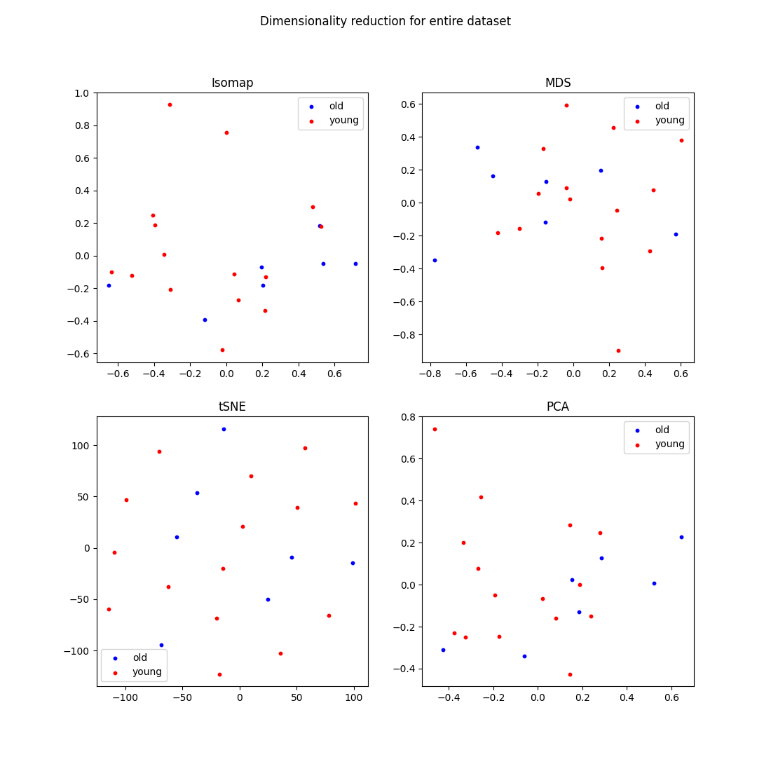 Dimensionality reduction for entire dataset
Isomap
1.0
0.8
0.6
0.4
0.2
0.0
−0.2
−0.4
−0.6
−0.6 −0.4 −0.2 0.0 0.2 0.4 0.6
old
young
MDS
0.6
0.4
0.2
0.0
−0.2
−0.4
−0.6
−0.8
−0.8 −0.6 −0.4 −0.2 0.0 0.2 0.4 0.6
old
young
tSNE
100
50
0
−50
−100
−100 −50 0 50 100
old
young
PCA
0.8
0.6
0.4
0.2
0.0
−0.2
−0.4
−0.4 −0.2 0.0 0.2 0.4 0.6
old
young